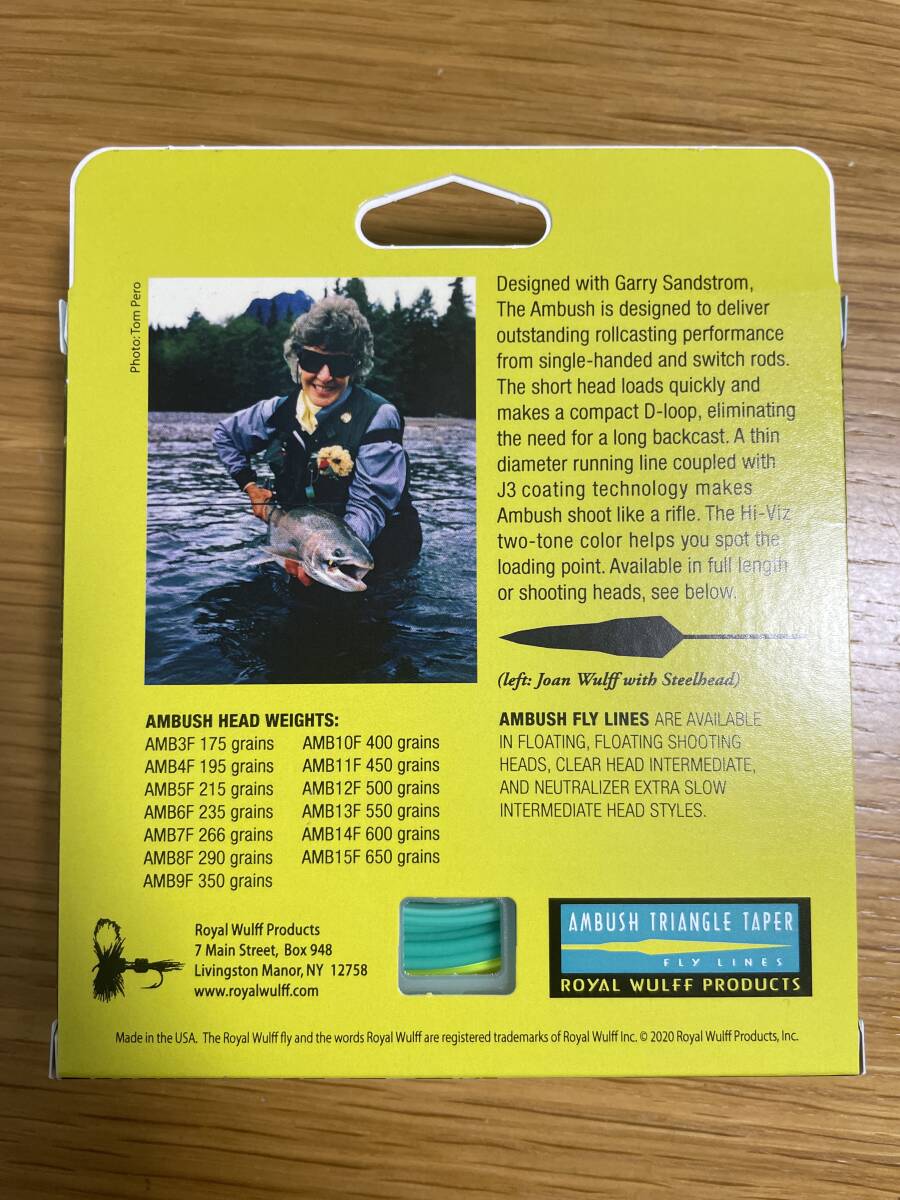 Photo: Tom Pero
Designed with Garry Sandstrom,
The Ambush is designed to deliver
outstanding rollcasting performance
from single-handed and switch rods.
The short head loads quickly and
makes a compact D-loop, eliminating
the need for a long backcast. A thin
diameter running line coupled with
J3 coating technology makes
Ambush shoot like a rifle. The Hi-Viz
two-tone color helps you spot the
loading point. Available in full length
or shooting heads, see below.
(left: Joan Wulff with Steelhead)
AMBUSH HEAD WEIGHTS:
AMB3F 175 grains
AMB4F 195 grains
AMB5F 215 grains
AMB6F 235 grains
AMB7F 266 grains
AMB8F 290 grains
AMB9F 350 grains
AMB10F 400 grains
AMB11F 450 grains
AMB12F 500 grains
AMB13F 550 grains
AMB14F 600 grains
AMB15F 650 grains
AMBUSH FLY LINES ARE AVAILABLE
IN FLOATING, FLOATING SHOOTING
HEADS, CLEAR HEAD INTERMEDIATE,
AND NEUTRALIZER EXTRA SLOW
INTERMEDIATE HEAD STYLES.
Royal Wulff Products
7 Main Street, Box 948
Livingston Manor, NY 12758
www.royalwulff.com
AMBUSH TRIANGLE TAPER
FLY LINES
ROYAL WULFF PRODUCTS
Made in the USA. The Royal Wulff fly and the words Royal Wulff are registered trademarks of Royal Wulff Inc. © 2020 Royal Wulff Products, Inc.